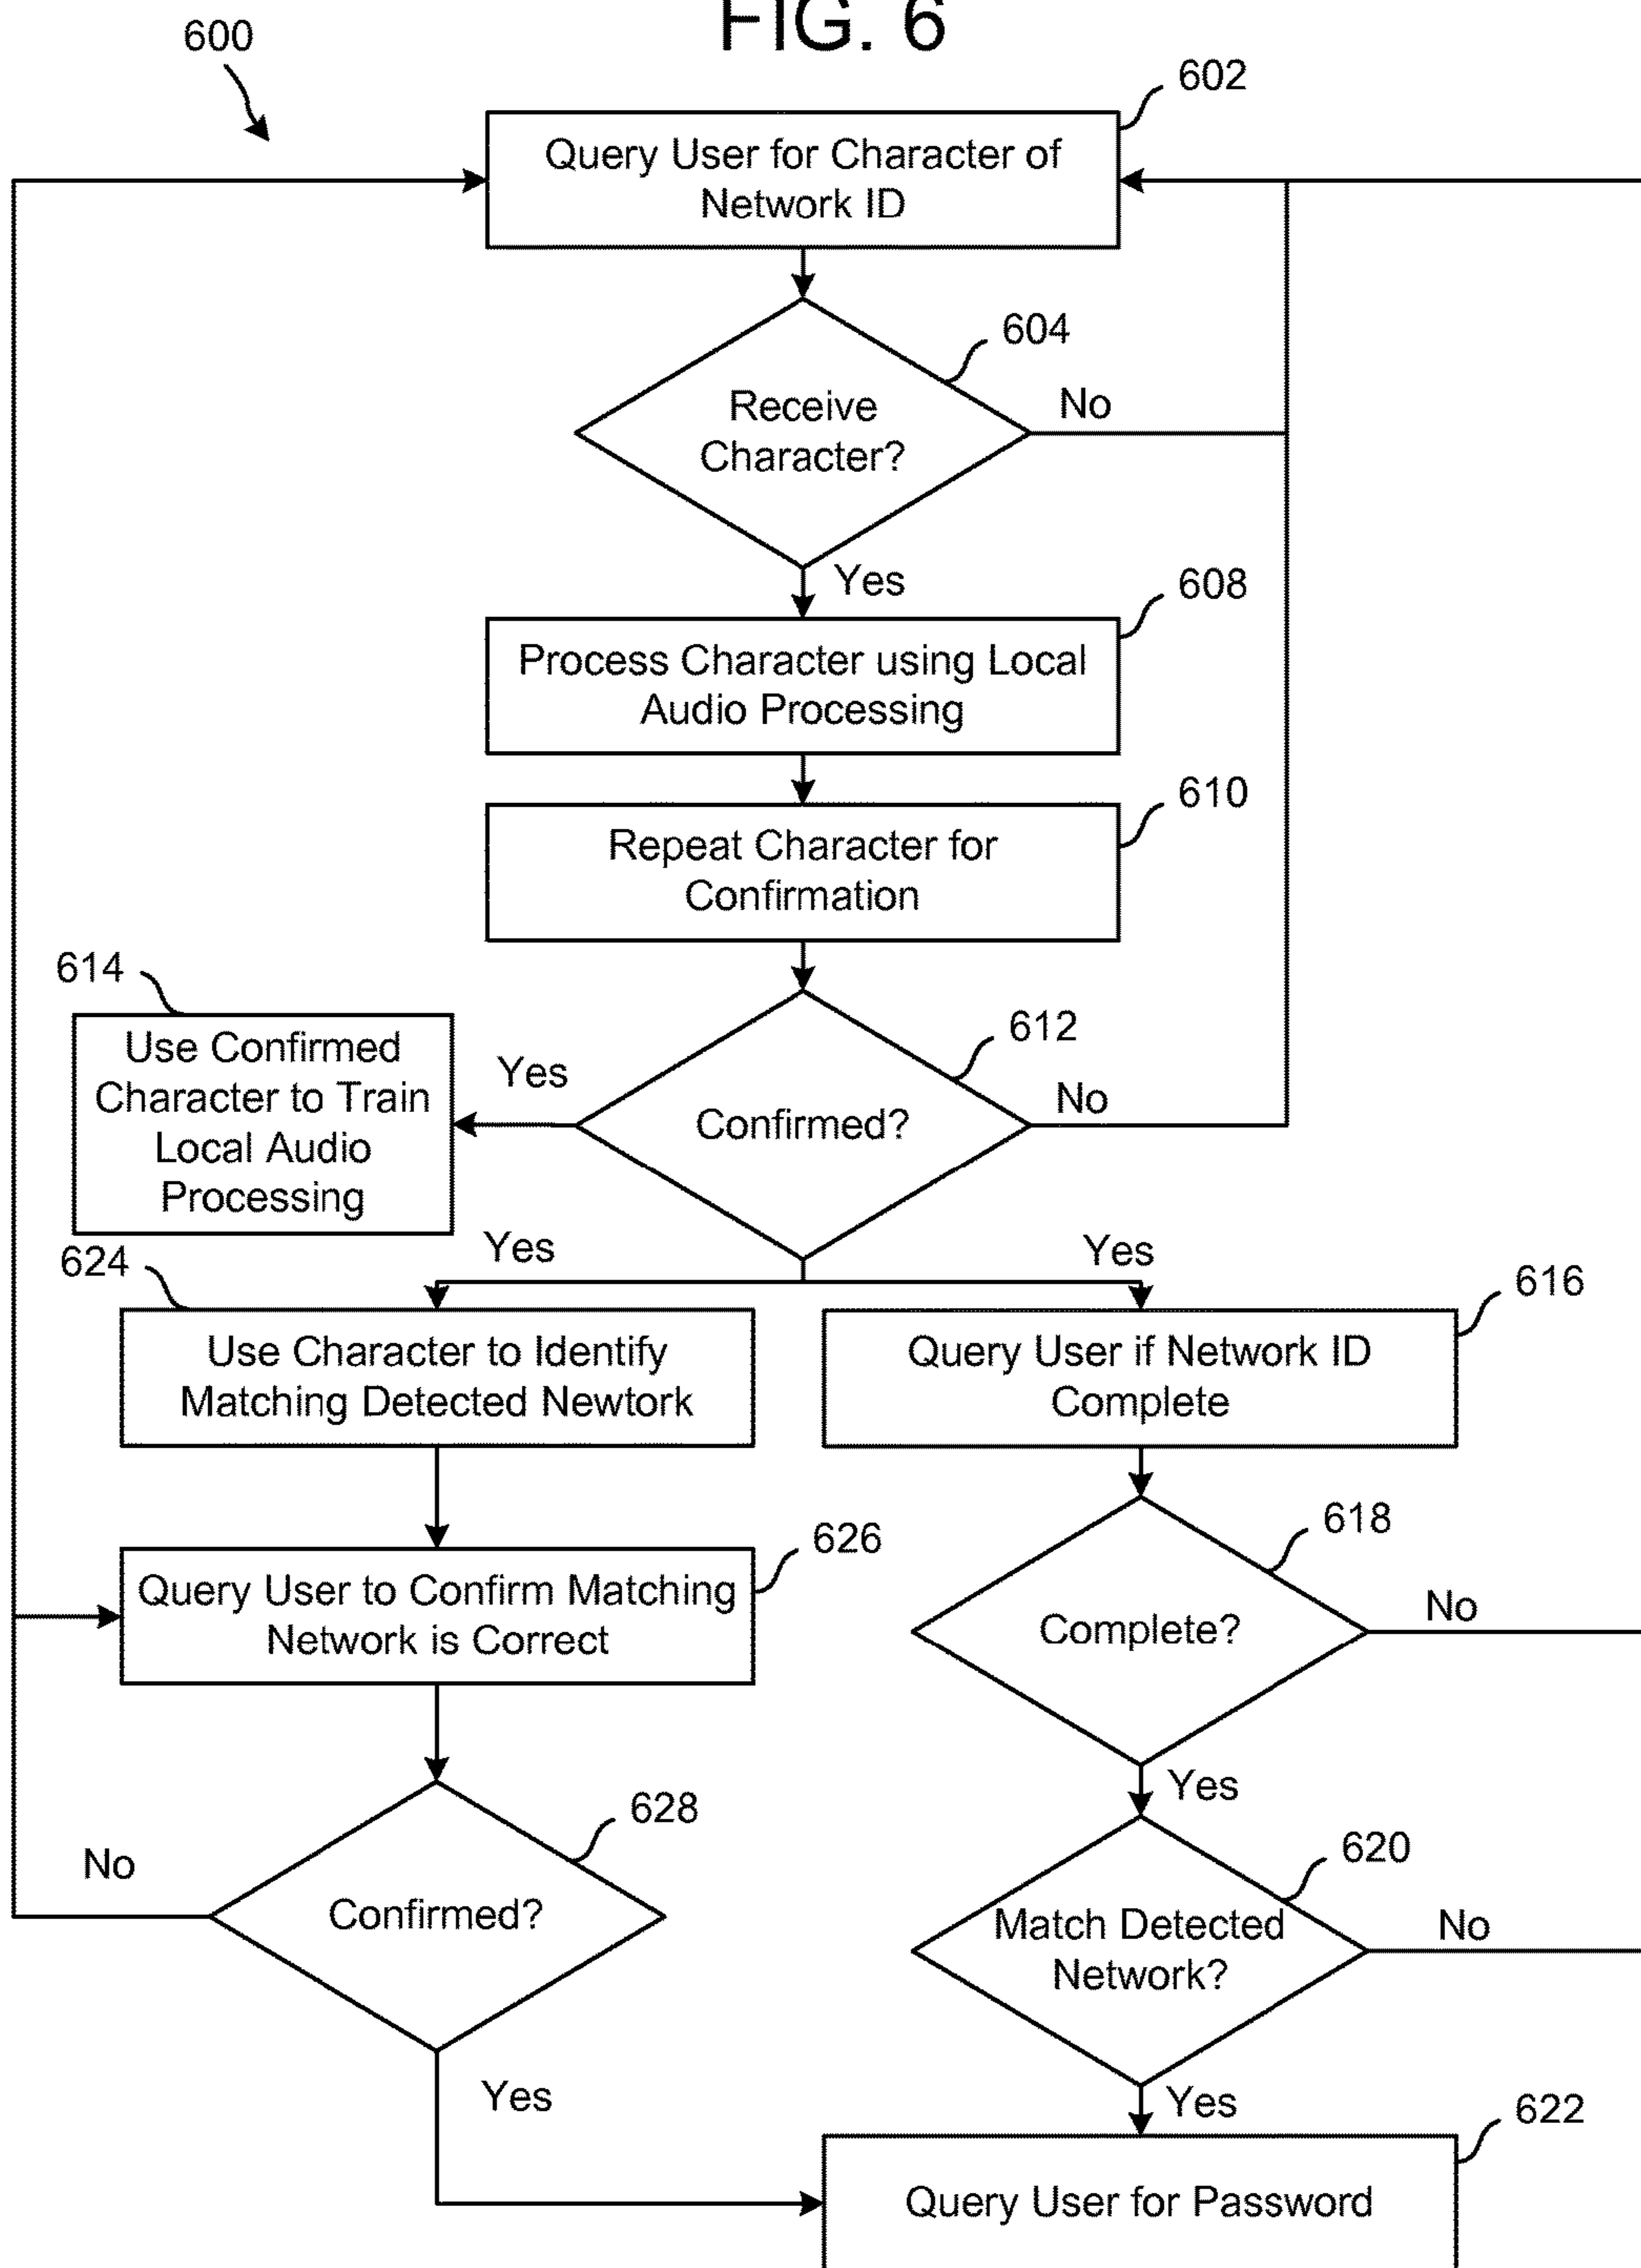 FIG. 6
600
602
Query User for Character of
Network ID
604
Receive
Character?
No
Yes
608
Process Character using Local
Audio Processing
610
Repeat Character for
Confirmation
614
Use Confirmed
Character to Train
Local Audio
Processing
Yes
612
Confirmed?
No
Yes
Yes
624
Use Character to Identify
Matching Detected Newtork
616
Query User if Network ID
Complete
626
Query User to Confirm Matching
Network is Correct
618
Complete?
No
Yes
628
Confirmed?
No
Yes
620
Match Detected
Network?
No
Yes
622
Query User for Password